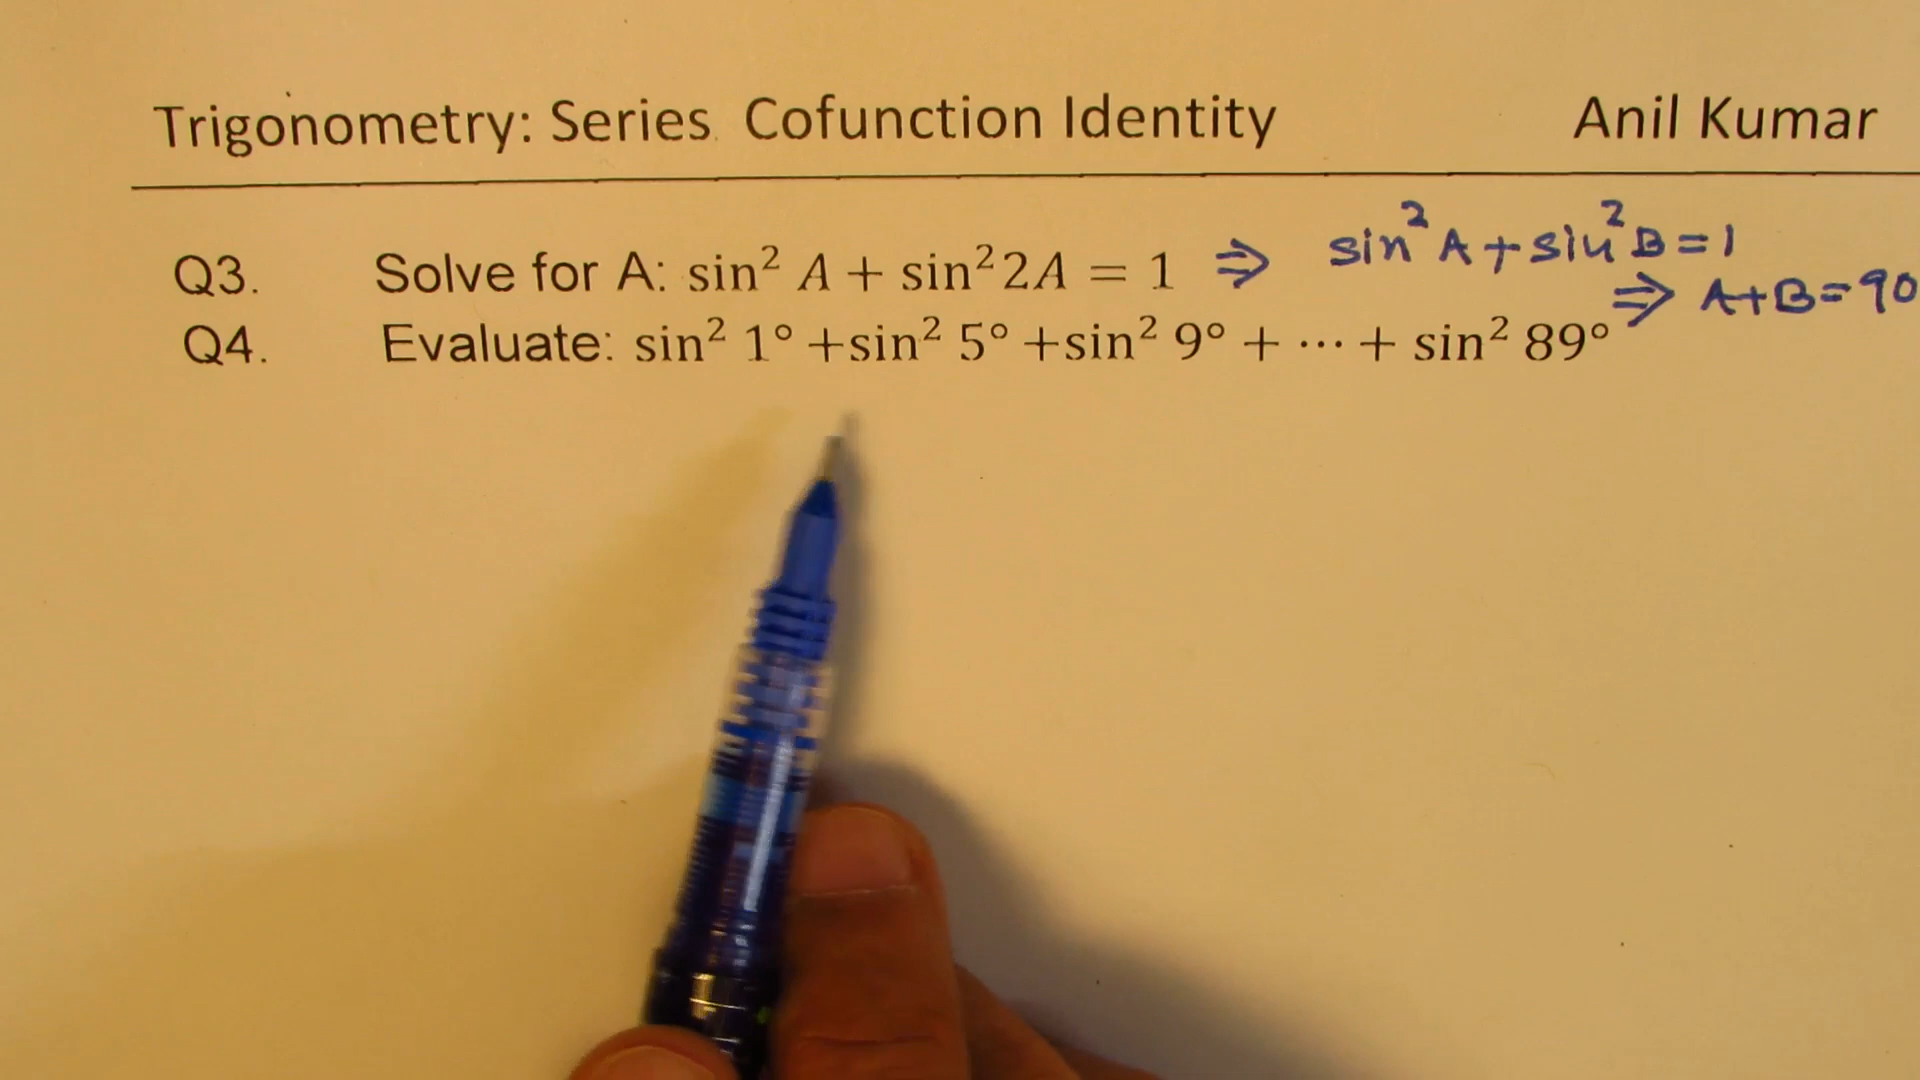 Trigonometry: Series Cofunction Identity Anil Kumar
Q3. Solve for A: sin² A + sin² 2A = 1 ⇒ sin² A + sin² B = 1
⇒ A+B=90
Q4. Evaluate: sin² 1° +sin² 5° +sin² 9° + ⋯ + sin² 89°